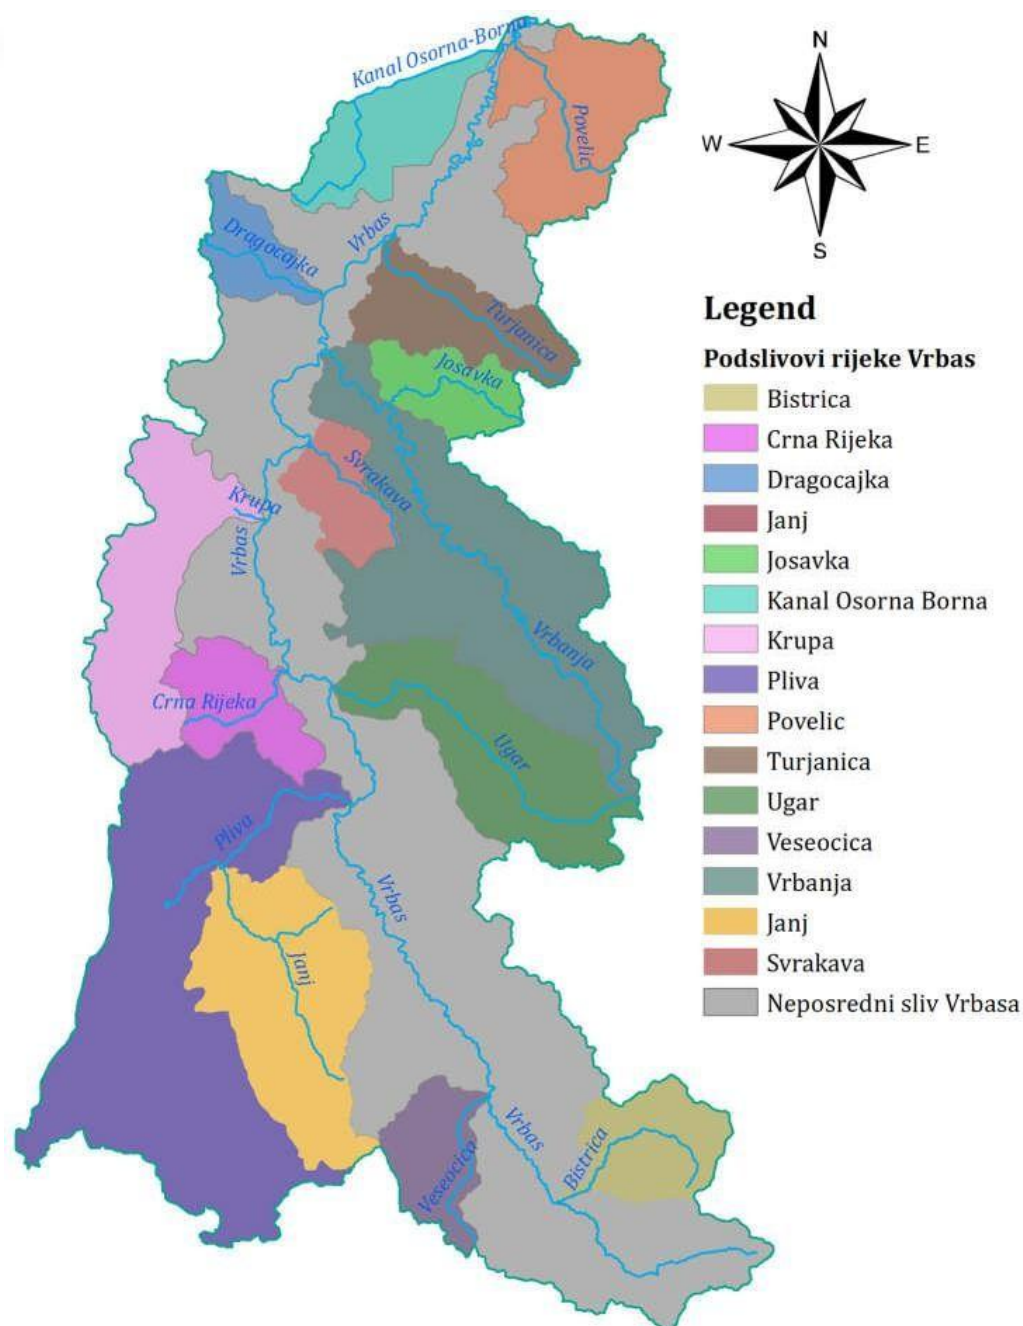 Kanal Osorna-Borna
Povelic
N
W
E
S
Dragocajka
Vrbas
Turjanica
Josavka
Svrakava
Krupa
Vrbas
Vrbanja
Crna Rijeka
Ugar
Pliva
Vrbas
Janj
Vrbas
Bistrica
Veseocica
Legend
Podslivovi rijeke Vrbas
Bistrica
Crna Rijeka
Dragocajka
Janj
Josavka
Kanal Osorna Borna
Krupa
Pliva
Povelic
Turjanica
Ugar
Veseocica
Vrbanja
Janj
Svrakava
Neposredni sliv Vrbasa